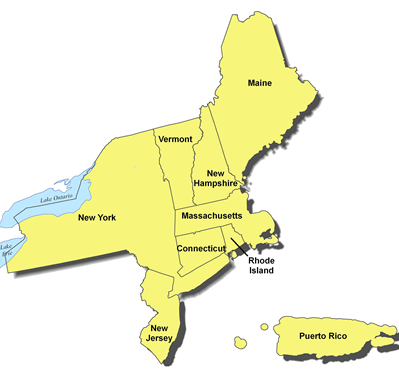 Maine
Vermont
New
Hampshire
Lake Ontario
New York
Massachusetts
Lake
Erie
Connecticut
Rhode
Island
New
Jersey
Puerto Rico